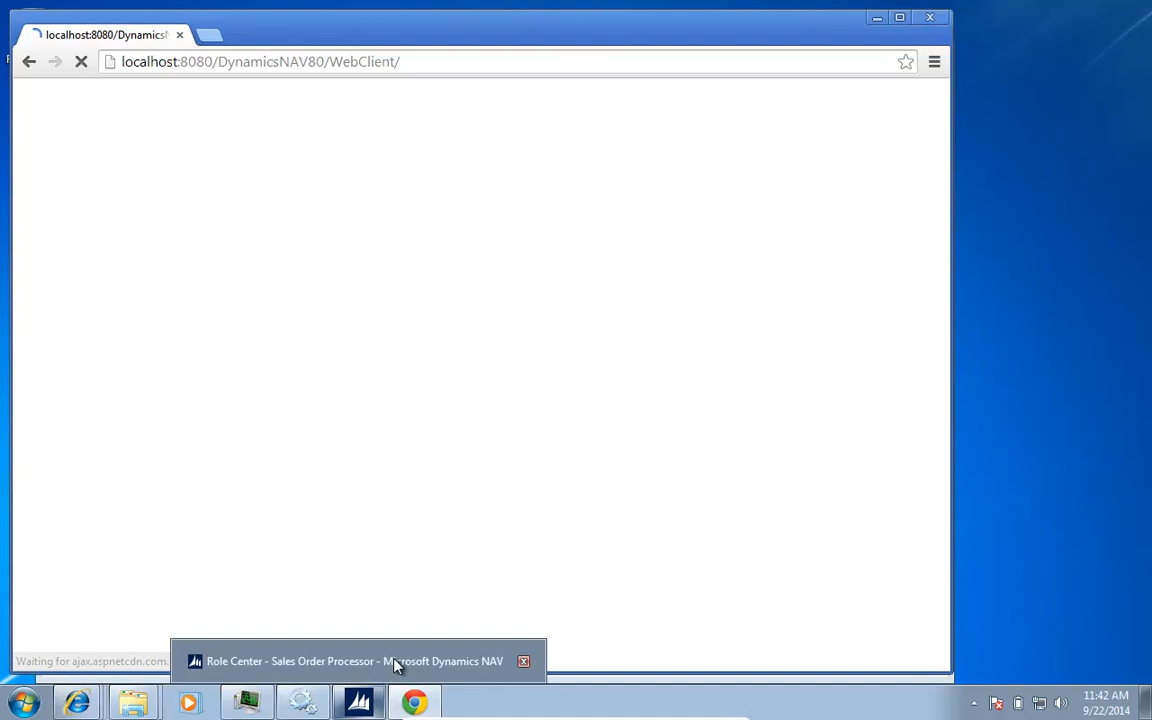 localhost:8080/Dynamics
localhost:8080/DynamicsNAV80/WebClient/
Waiting for ajax.aspnetcdn.com.
Role Center - Sales Order Processor - Microsoft Dynamics NAV
11:42 AM
9/22/2014